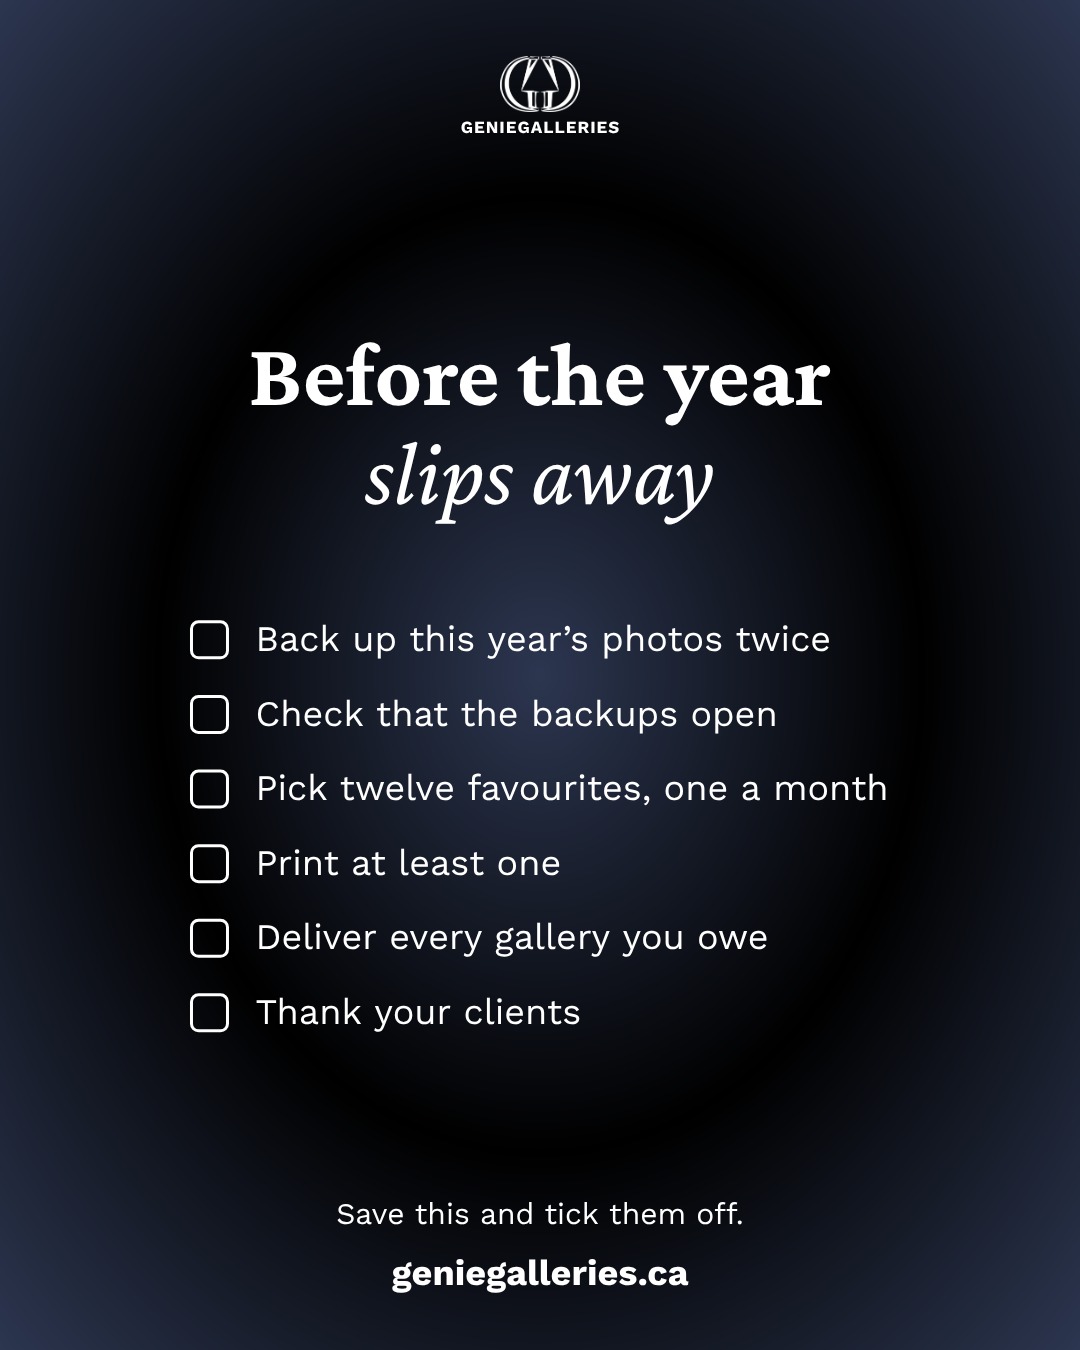 GENIEGALLERIES
Before the year
slips away
Back up this year’s photos twice
Check that the backups open
Pick twelve favourites, one a month
Print at least one
Deliver every gallery you owe
Thank your clients
Save this and tick them off.
geniegalleries.ca